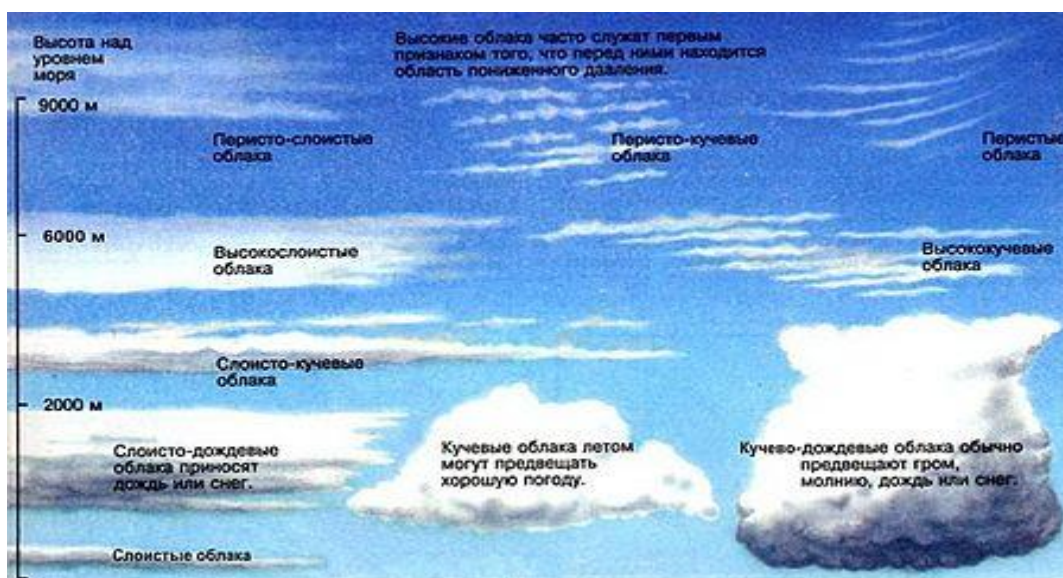 Высота над
уровнем
моря
Высокие облака часто служат первым
признаком того, что перед ними находится
область пониженного давления.
9000 м
Перисто-слоистые
облака
Перисто-кучевые
облака
Перистые
облака
6000 м
Высокослоистые
облака
Высококучевые
облака
Слоисто-кучевые
облака
2000 м
Слоисто-дождевые
облака приносят
дождь или снег.
Кучевые облака летом
могут предвещать
хорошую погоду.
Кучево-дождевые облака обычно
предвещают гром,
молнию, дождь или снег.
Слоистые облака